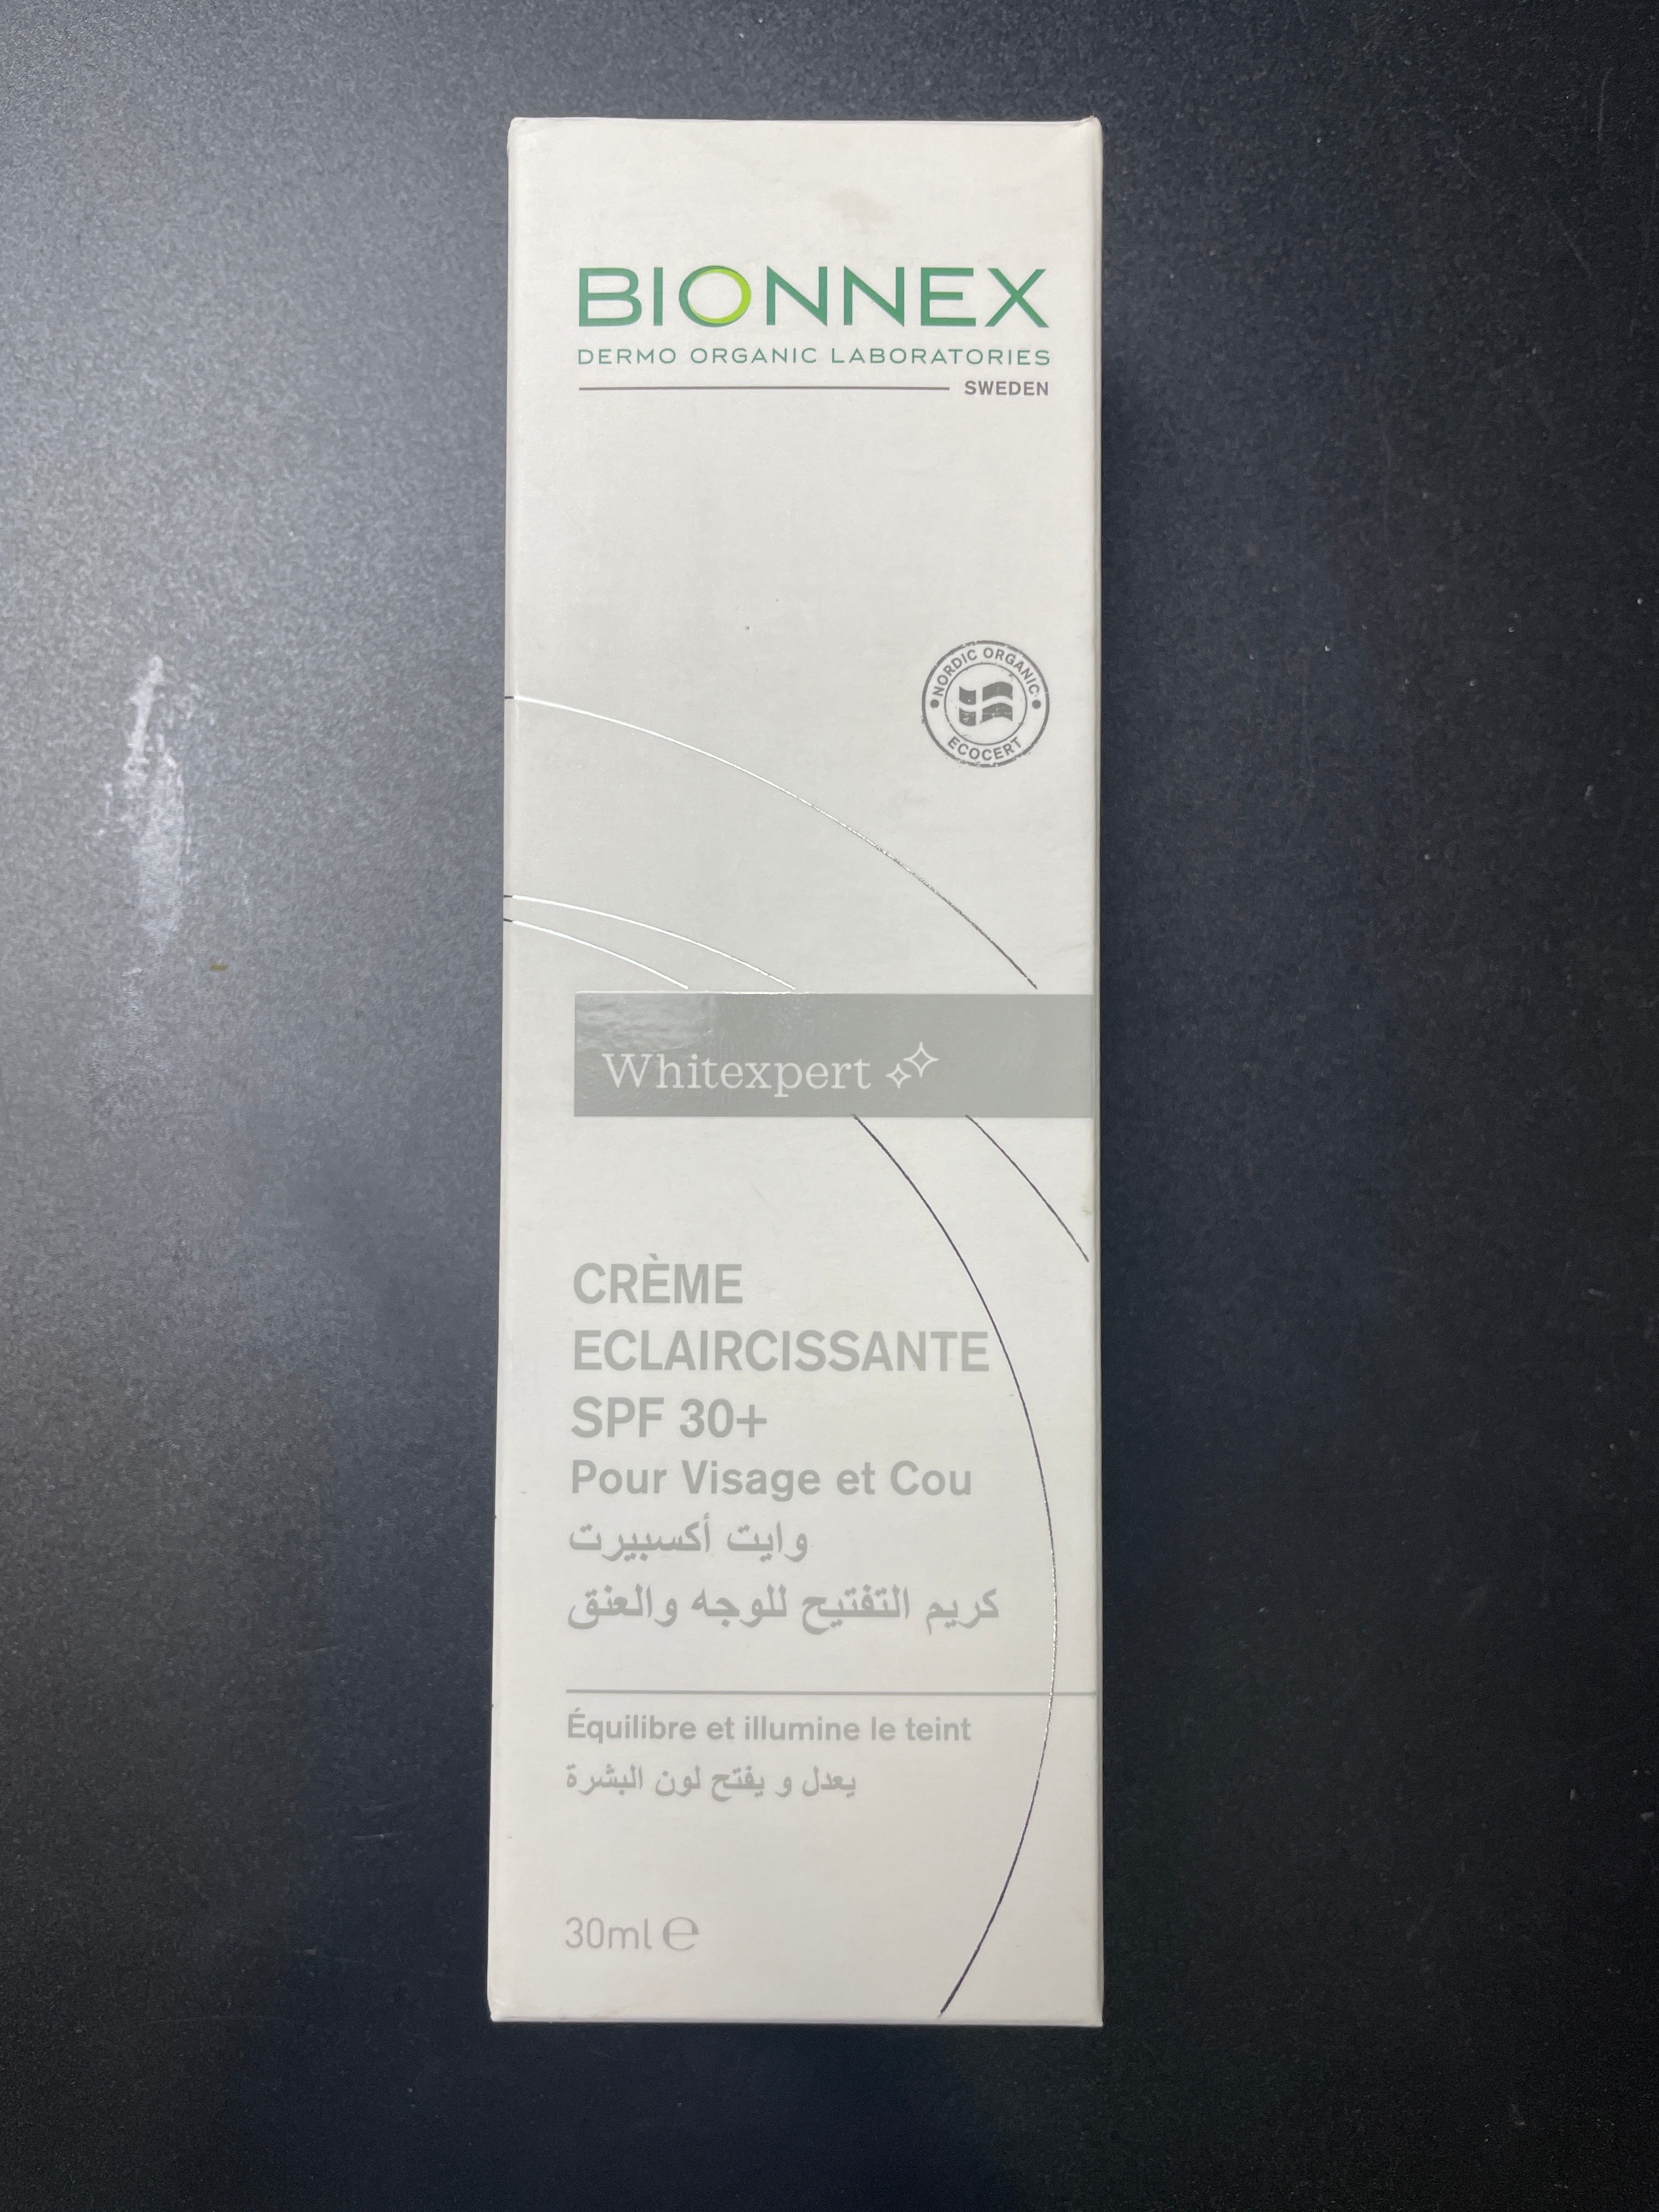 BIONNEX
DERMO ORGANIC LABORATORIES
SWEDEN
NORDIC ORGANIC
ECOCERT
Whitexpert
CRÈME
ECLAIRCISSANTE
SPF 30+
Pour Visage et Cou
وايت أكسبيرت
كريم التفتيح للوجه والعنق
Équilibre et illumine le teint
يعدل و يفتح لون البشرة
30ml ℮